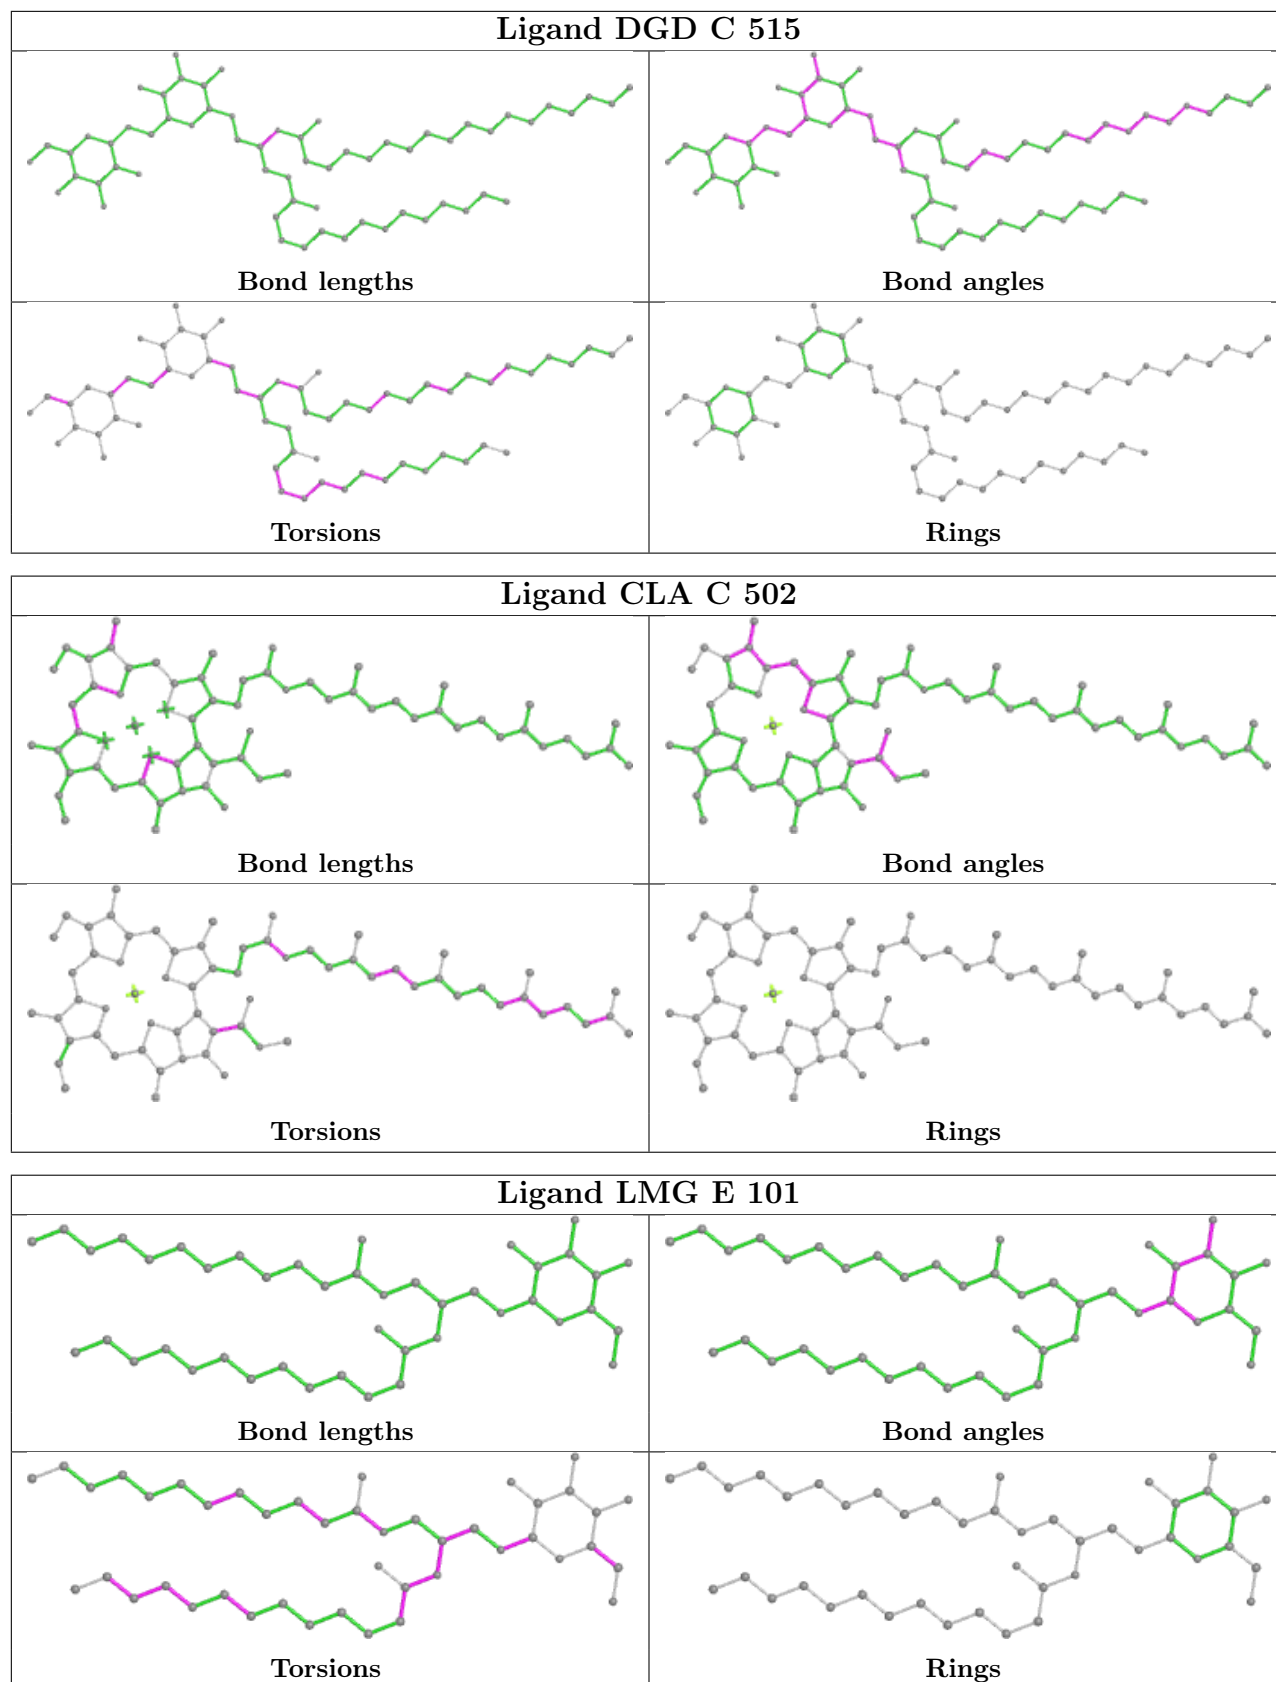 Ligand DGD C 515
Bond lengths
Bond angles
Torsions
Rings
Ligand CLA C 502
Bond lengths
Bond angles
Torsions
Rings
Ligand LMG E 101
Bond lengths
Bond angles
Torsions
Rings